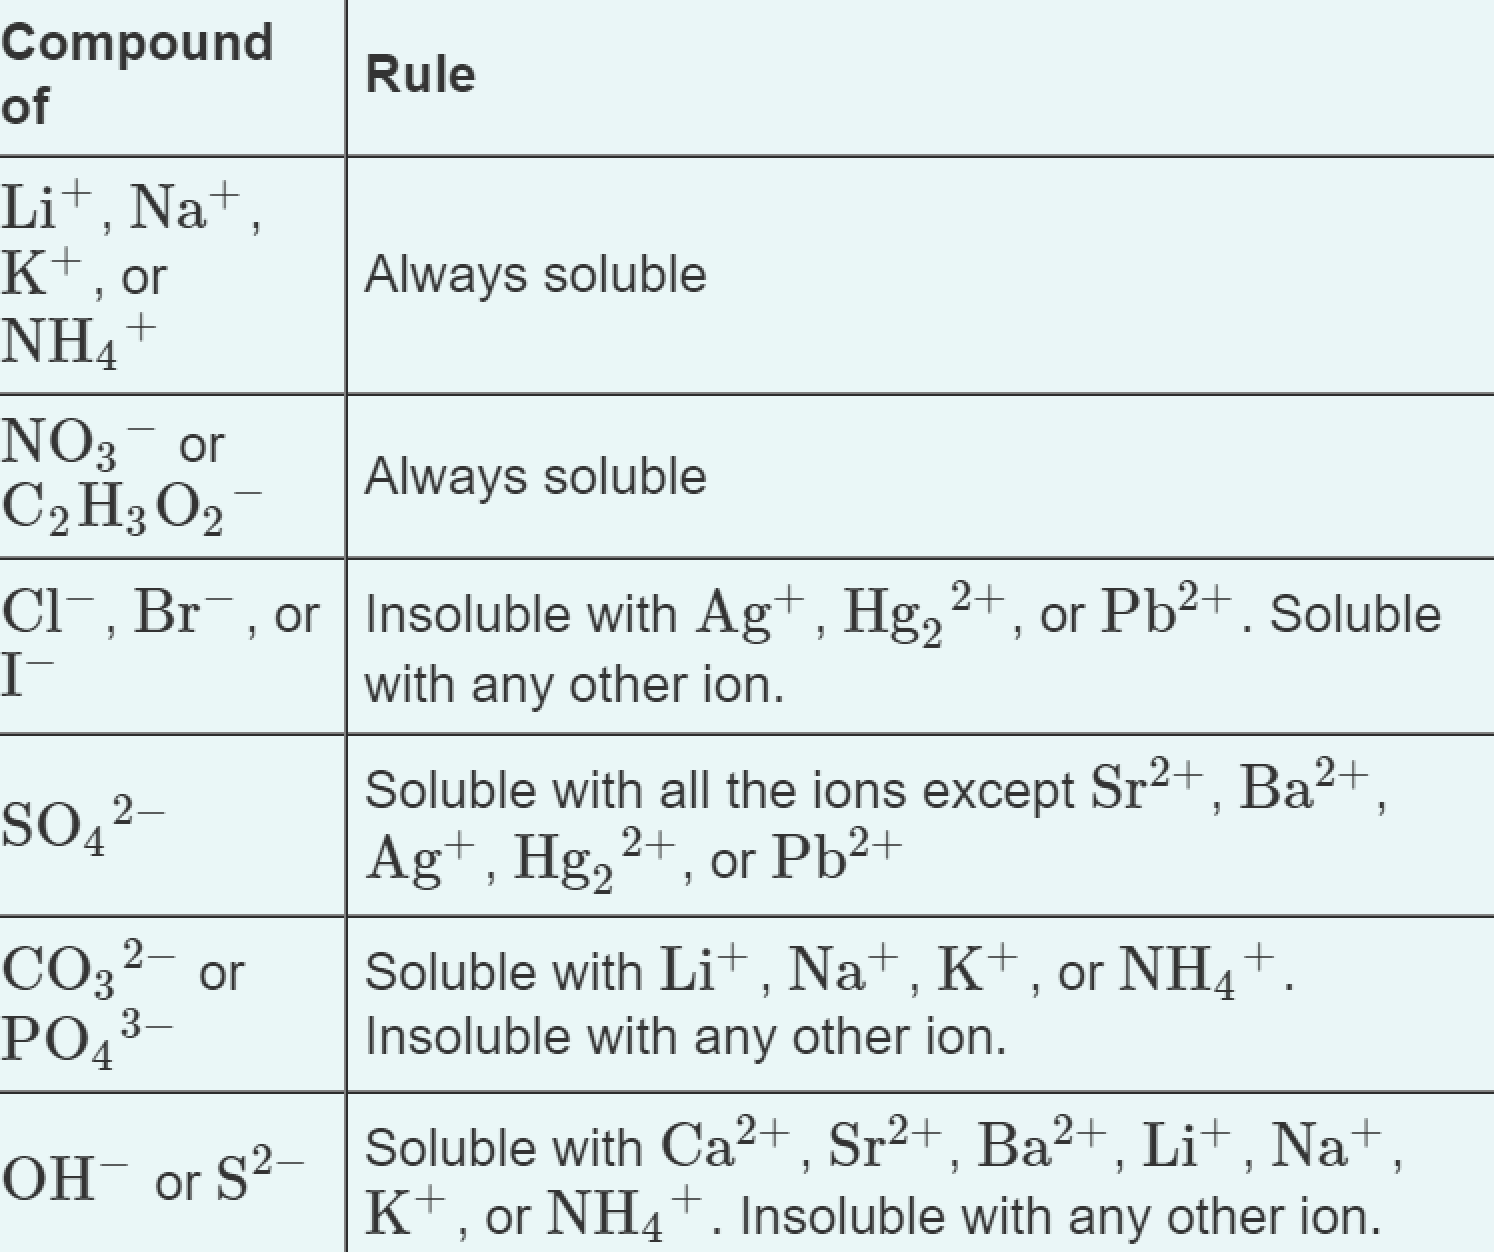 Compound
of
Rule
Li⁺, Na⁺,
K⁺, or
NH₄⁺
Always soluble
NO₃⁻ or
C₂H₃O₂⁻
Always soluble
Cl⁻, Br⁻, or
I⁻
Insoluble with Ag⁺, Hg₂²⁺, or Pb²⁺. Soluble
with any other ion.
SO₄²⁻
Soluble with all the ions except Sr²⁺, Ba²⁺,
Ag⁺, Hg₂²⁺, or Pb²⁺
CO₃²⁻ or
PO₄³⁻
Soluble with Li⁺, Na⁺, K⁺, or NH₄⁺.
Insoluble with any other ion.
OH⁻ or S²⁻
Soluble with Ca²⁺, Sr²⁺, Ba²⁺, Li⁺, Na⁺,
K⁺, or NH₄⁺. Insoluble with any other ion.